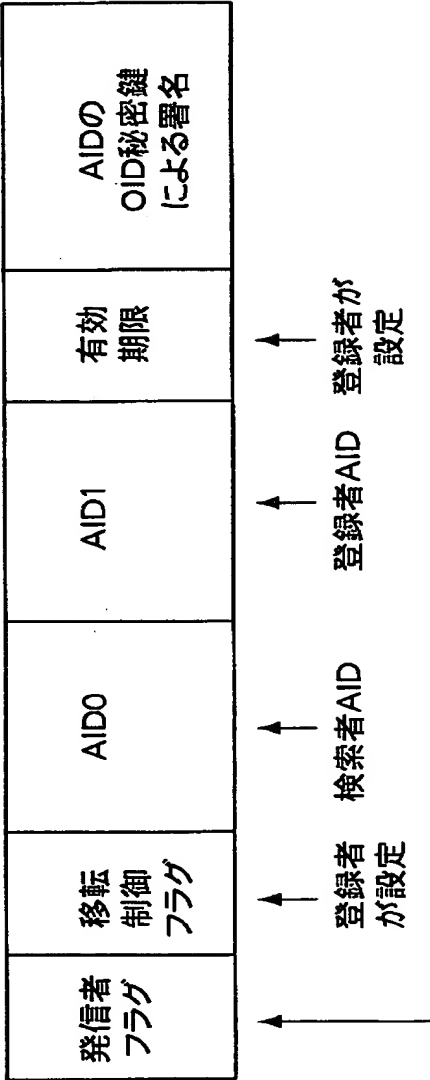 発信者
フラグ
移転
制御
フラグ
AID0
AID1
有効
期限
AIDの
OID秘密鍵
による署名
登録者
が設定
検索者AID
登録者AID
登録者が
設定